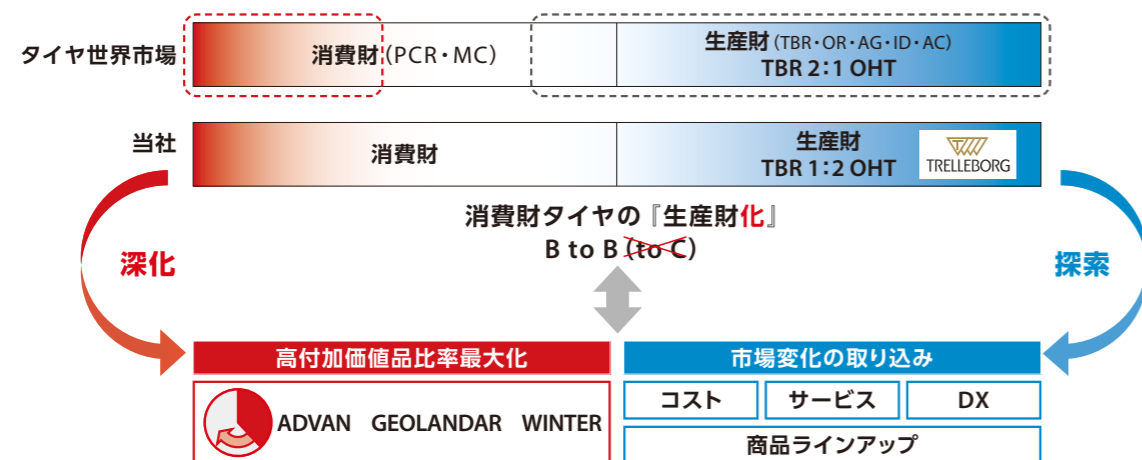 タイヤ世界市場
消費財(PCR・MC)
生産財(TBR・OR・AG・ID・AC)
TBR 2:1 OHT
当社
消費財
生産財
TBR 1:2 OHT
TRELLEBORG
消費財タイヤの『生産財化』
B to B (to C)
深化
探索
高付加価値品比率最大化
ADVAN GEOLANDAR WINTER
市場変化の取り込み
コスト
サービス
DX
商品ラインアップ